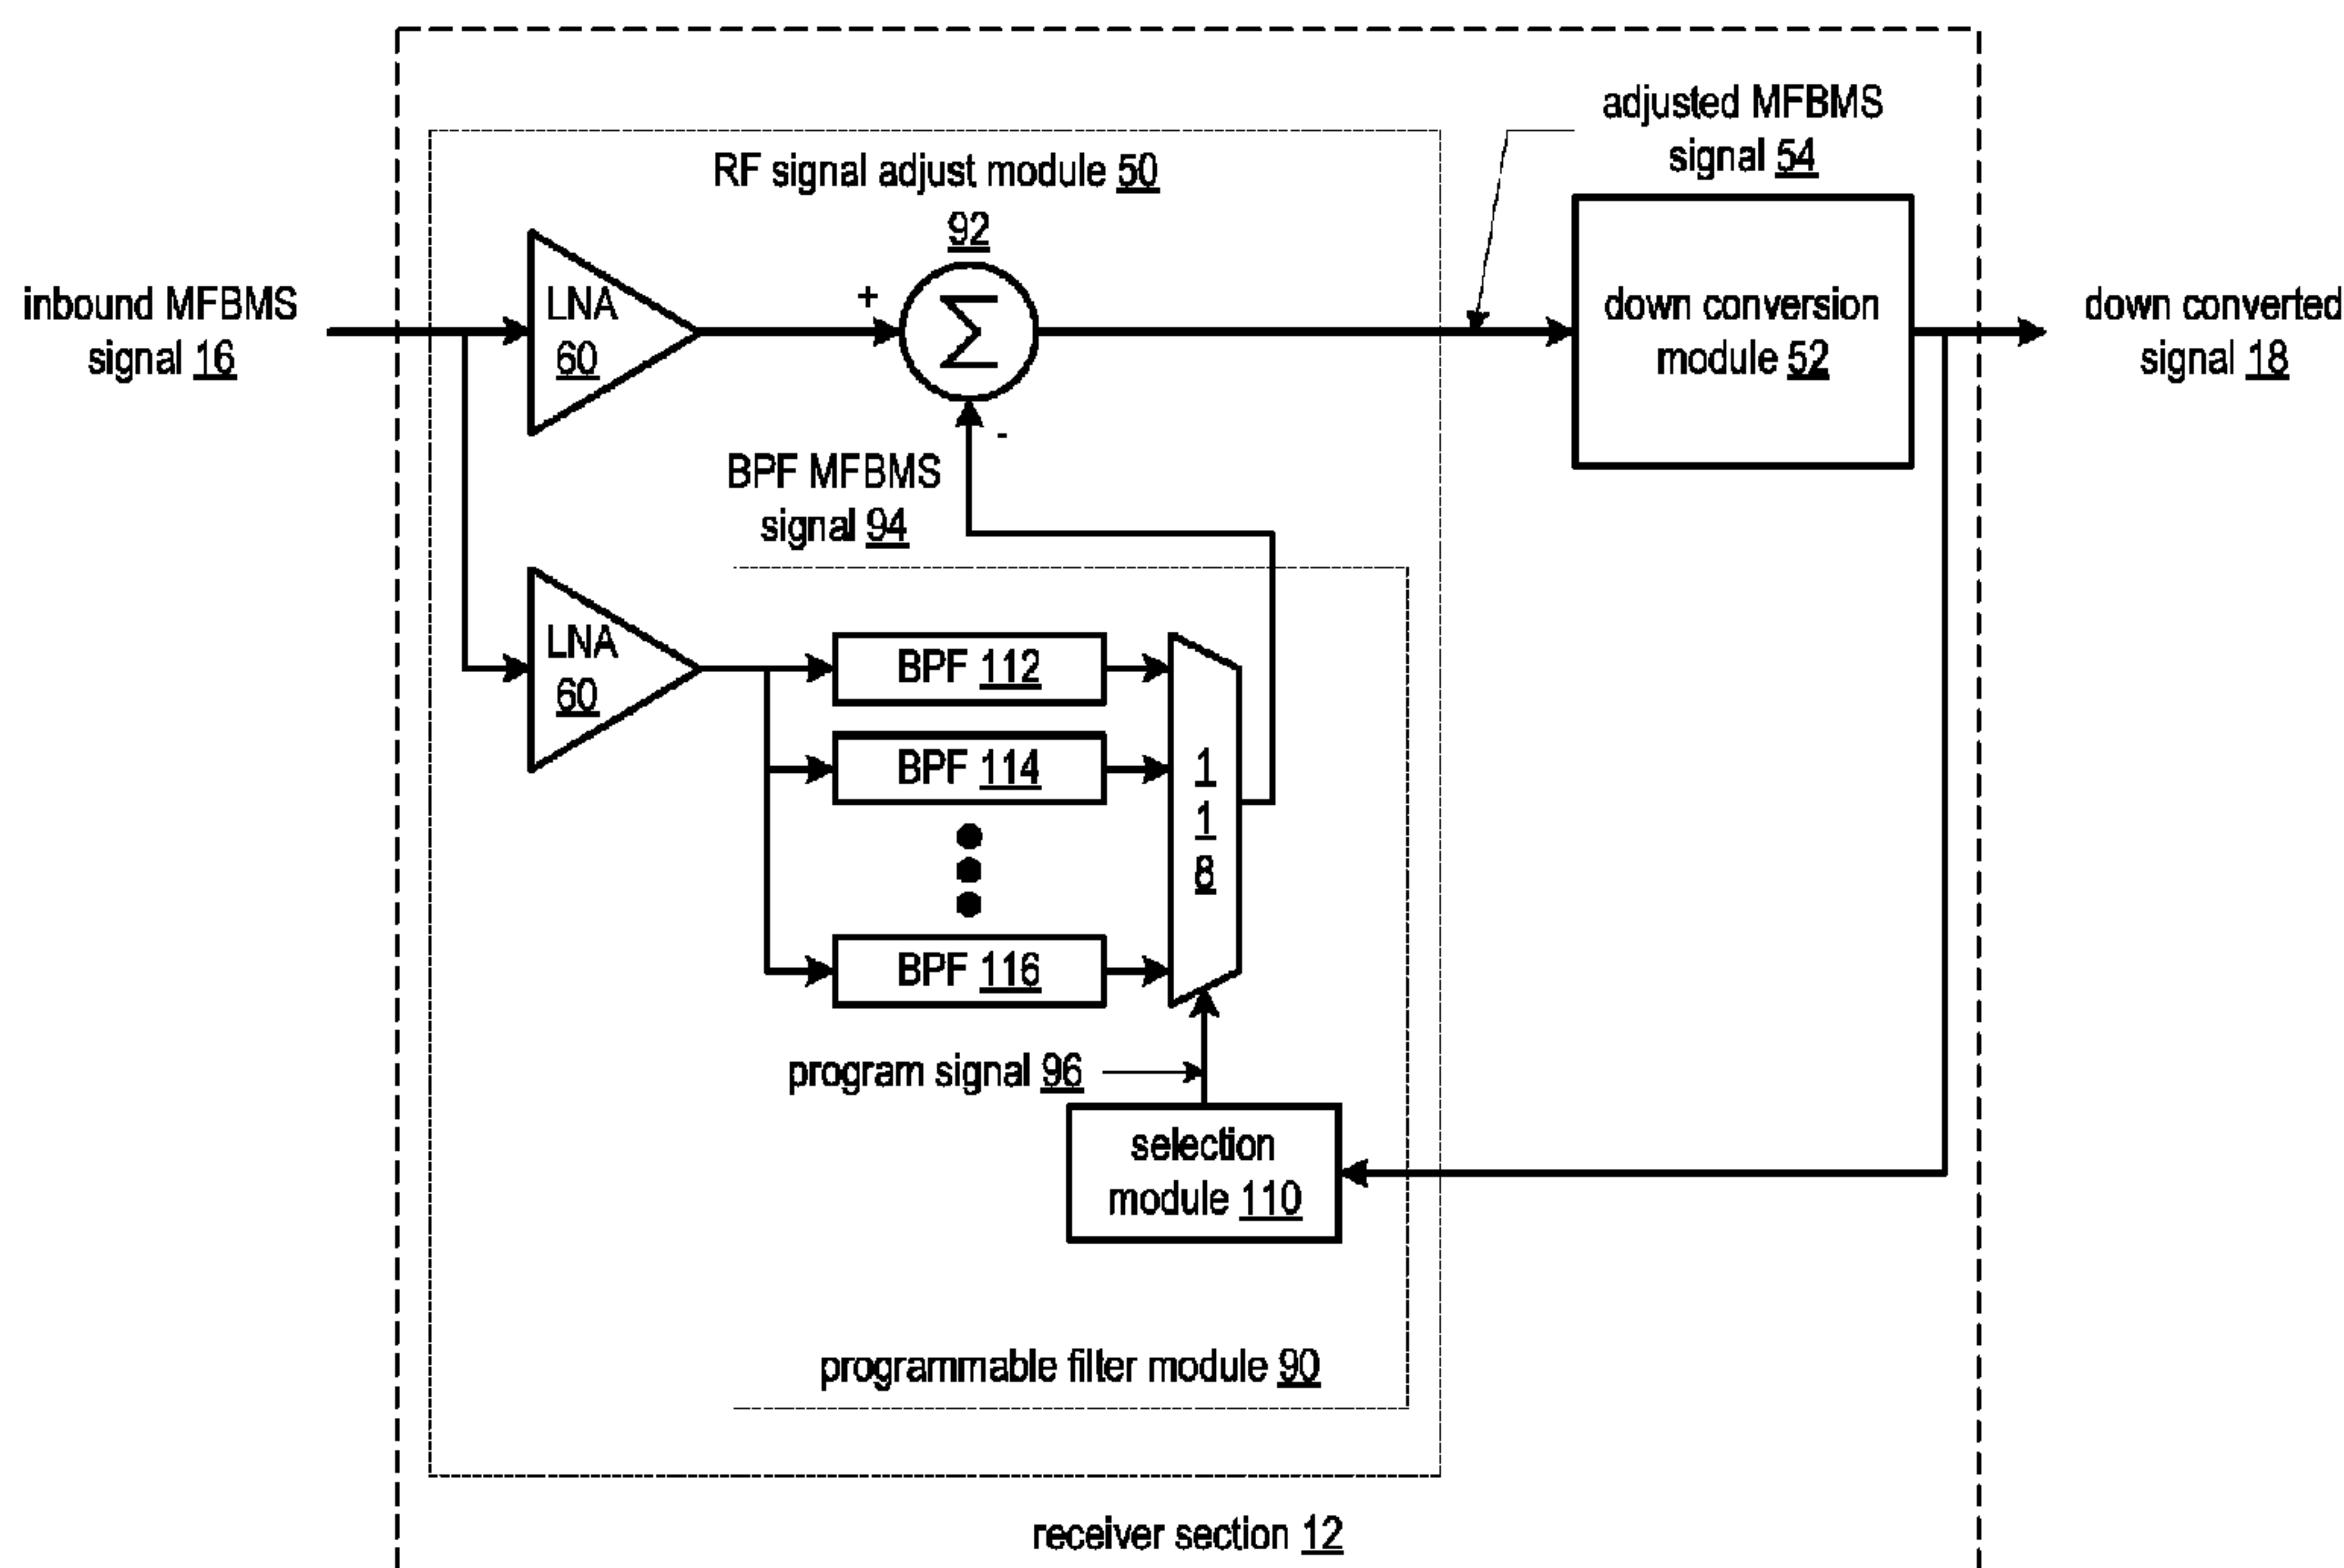 adjusted MFBMS
signal 54
RF signal adjust module 50
92
inbound MFBMS
signal 16
LNA
60
+
Σ
down conversion
module 52
down converted
signal 18
-
BPF MFBMS
signal 94
LNA
60
BPF 112
BPF 114
BPF 116
1
1
8
program signal 96
selection
module 110
programmable filter module 90
receiver section 12